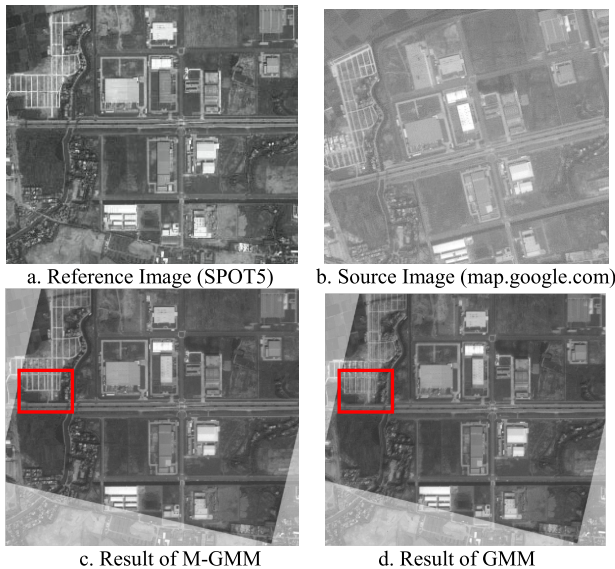 a. Reference Image (SPOT5)
b. Source Image (map.google.com)
c. Result of M-GMM
d. Result of GMM